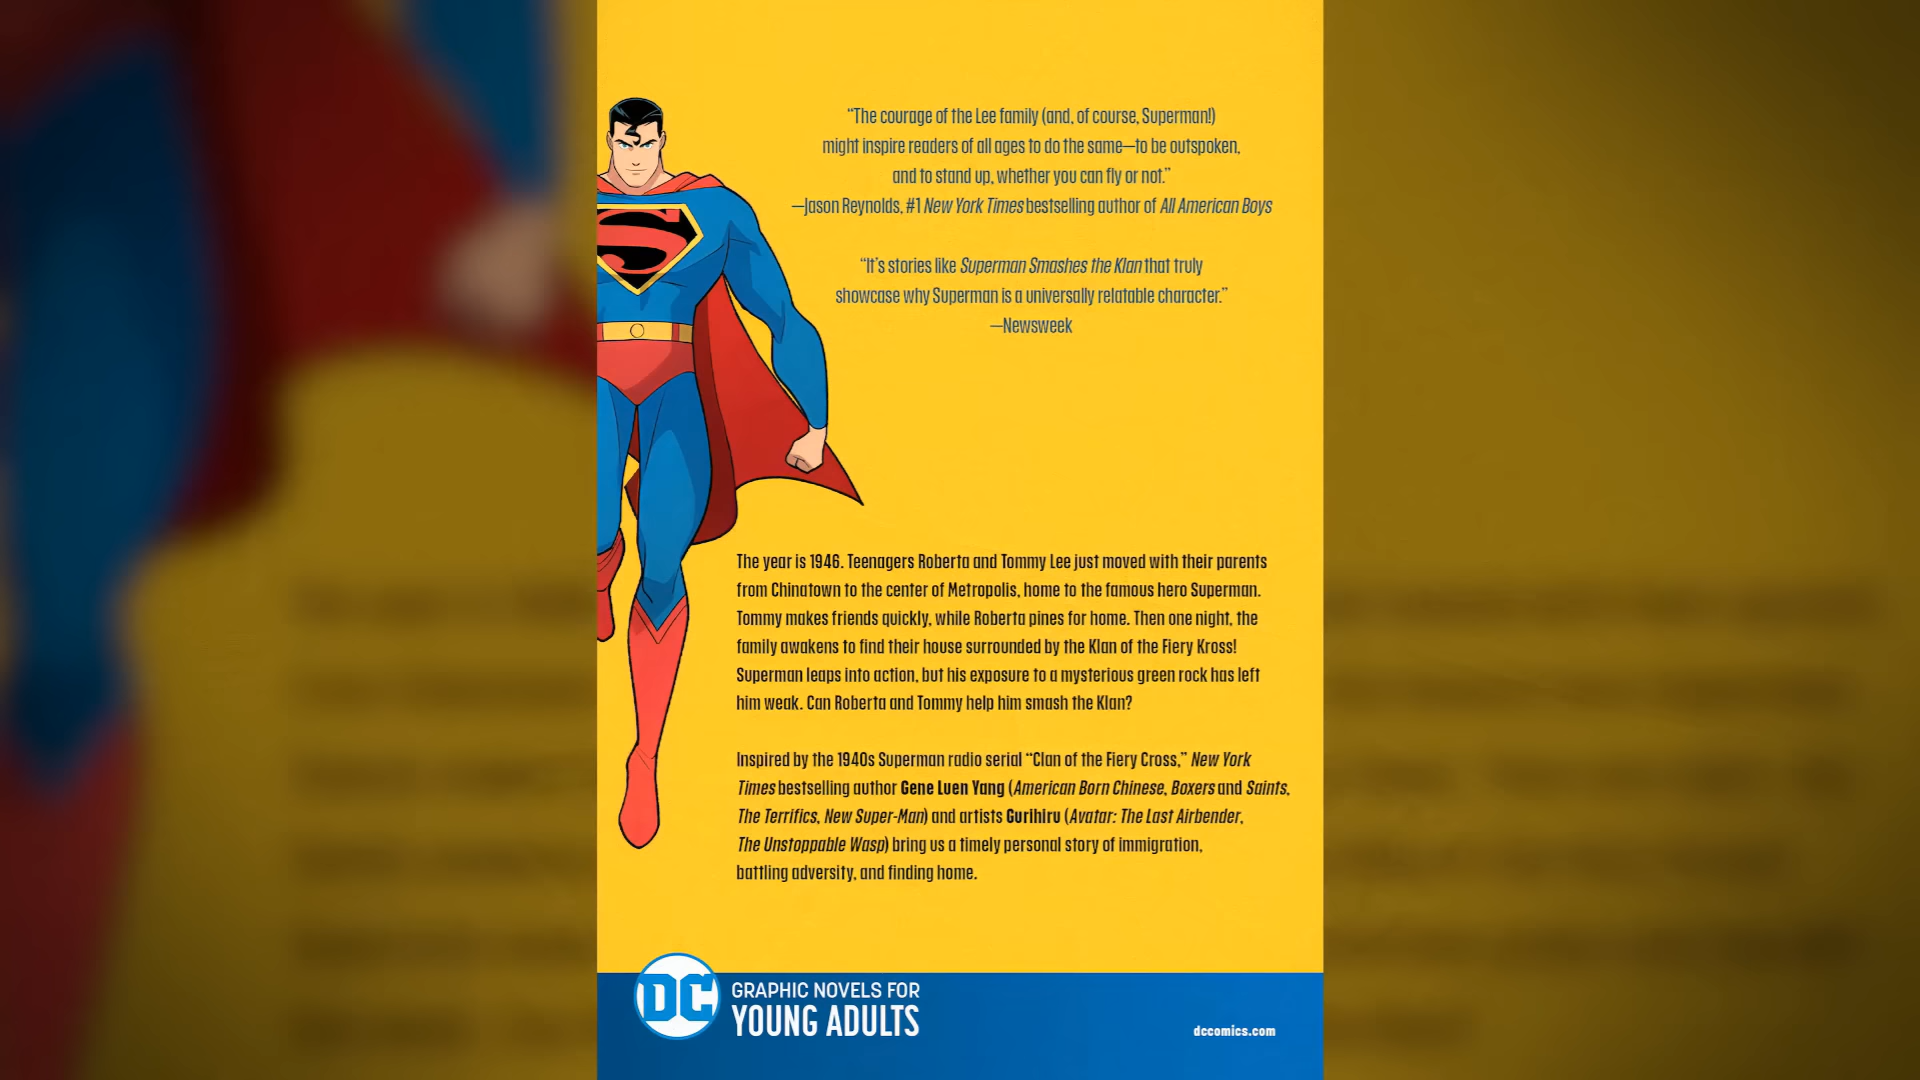 “The courage of the Lee family (and, of course, Superman!)
might inspire readers of all ages to do the same—to be outspoken,
and to stand up, whether you can fly or not.”
—Jason Reynolds, #1 New York Times bestselling author of All American Boys
“It’s stories like Superman Smashes the Klan that truly
showcase why Superman is a universally relatable character.”
—Newsweek
The year is 1946. Teenagers Roberta and Tommy Lee just moved with their parents
from Chinatown to the center of Metropolis, home to the famous hero Superman.
Tommy makes friends quickly, while Roberta pines for home. Then one night, the
family awakens to find their house surrounded by the Klan of the Fiery Kross!
Superman leaps into action, but his exposure to a mysterious green rock has left
him weak. Can Roberta and Tommy help him smash the Klan?
Inspired by the 1940s Superman radio serial “Clan of the Fiery Cross,” New York
Times bestselling author Gene Luen Yang (American Born Chinese, Boxers and Saints,
The Terrifics, New Super-Man) and artists Gurihiru (Avatar: The Last Airbender,
The Unstoppable Wasp) bring us a timely personal story of immigration,
battling adversity, and finding home.
DC
GRAPHIC NOVELS FOR
YOUNG ADULTS
dccomics.com